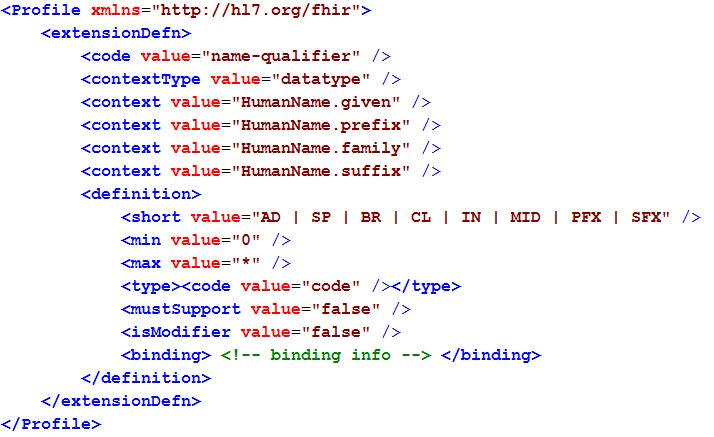 <Profile xmlns="http://hl7.org/fhir">
    <extensionDefn>
        <code value="name-qualifier" />
        <contextType value="datatype" />
        <context value="HumanName.given" />
        <context value="HumanName.prefix" />
        <context value="HumanName.family" />
        <context value="HumanName.suffix" />
        <definition>
            <short value="AD | SP | BR | CL | IN | MID | PFX | SFX" />
            <min value="0" />
            <max value="*" />
            <type><code value="code" /></type>
            <mustSupport value="false" />
            <isModifier value="false" />
            <binding> <!-- binding info --> </binding>
        </definition>
    </extensionDefn>
</Profile>